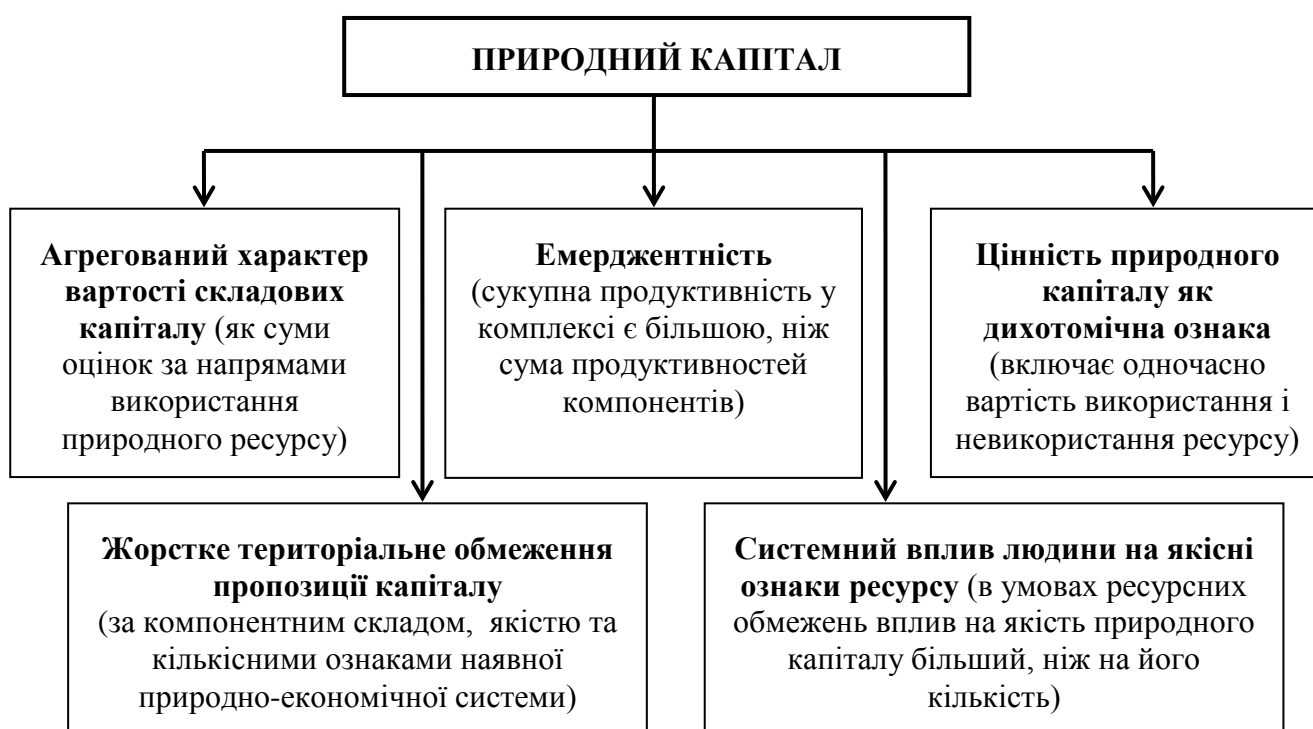 ПРИРОДНИЙ КАПІТАЛ
Агрегований характер
вартості складових
капіталу (як суми
оцінок за напрямами
використання
природного ресурсу)
Емерджентність
(сукупна продуктивність у
комплексі є більшою, ніж
сума продуктивностей
компонентів)
Цінність природного
капіталу як
дихотомічна ознака
(включає одночасно
вартість використання і
невикористання ресурсу)
Жорстке територіальне обмеження
пропозиції капіталу
(за компонентним складом, якістю та
кількісними ознаками наявної
природно-економічної системи)
Системний вплив людини на якісні
ознаки ресурсу (в умовах ресурсних
обмежень вплив на якість природного
капіталу більший, ніж на його
кількість)